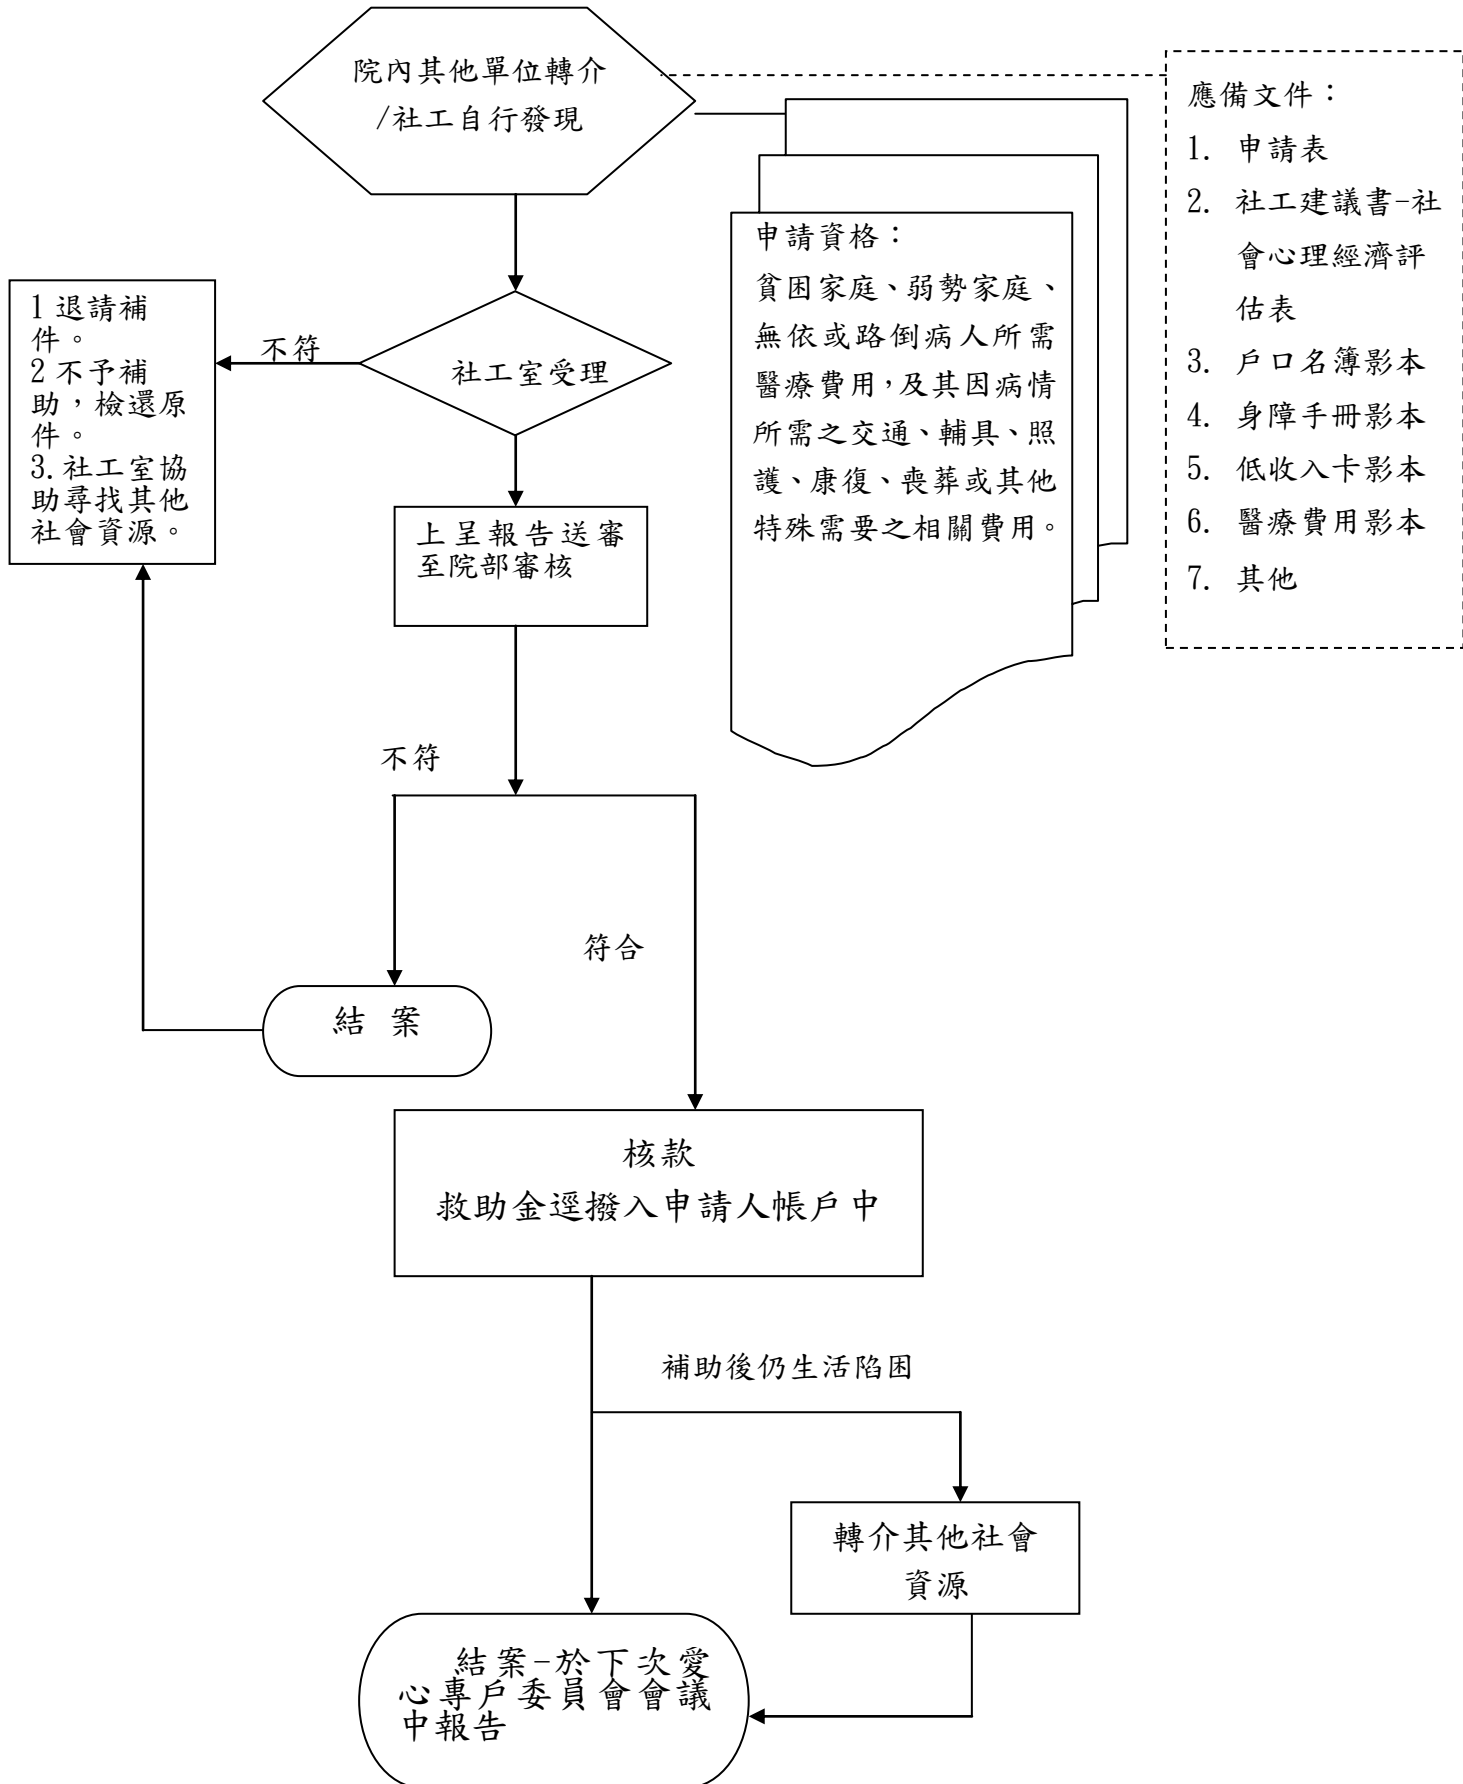 院內其他單位轉介
/社工自行發現
應備文件：
1. 申請表
2. 社工建議書-社
會心理經濟評
估表
3. 戶口名簿影本
4. 身障手冊影本
5. 低收入卡影本
6. 醫療費用影本
7. 其他
申請資格：
貧困家庭、弱勢家庭、
無依或路倒病人所需
醫療費用，及其因病情
所需之交通、輔具、照
護、康復、喪葬或其他
特殊需要之相關費用。
社工室受理
不符
1 退請補
件。
2 不予補
助，檢還原
件。
3.社工室協
助尋找其他
社會資源。
上呈報告送審
至院部審核
不符
符合
結 案
核款
救助金逕撥入申請人帳戶中
補助後仍生活陷困
轉介其他社會
資源
結案-於下次愛
心專戶委員會會議
中報告